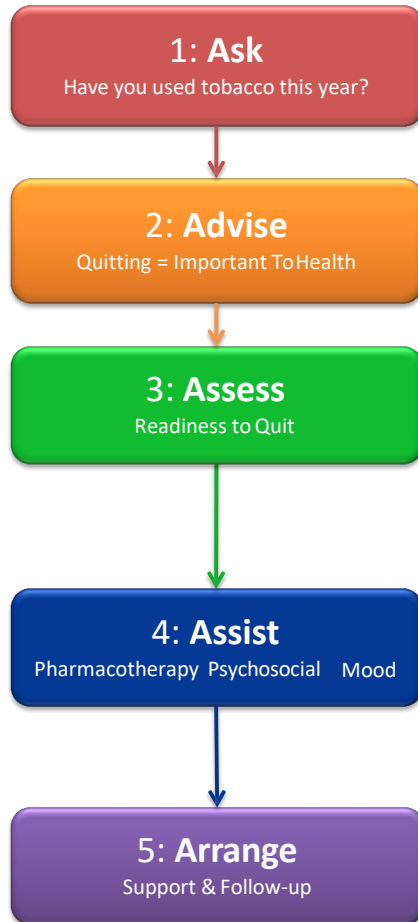 1: Ask
Have you used tobacco this year?
2: Advise
Quitting = Important To Health
3: Assess
Readiness to Quit
4: Assist
Pharmacotherapy Psychosocial Mood
5: Arrange
Support & Follow-up